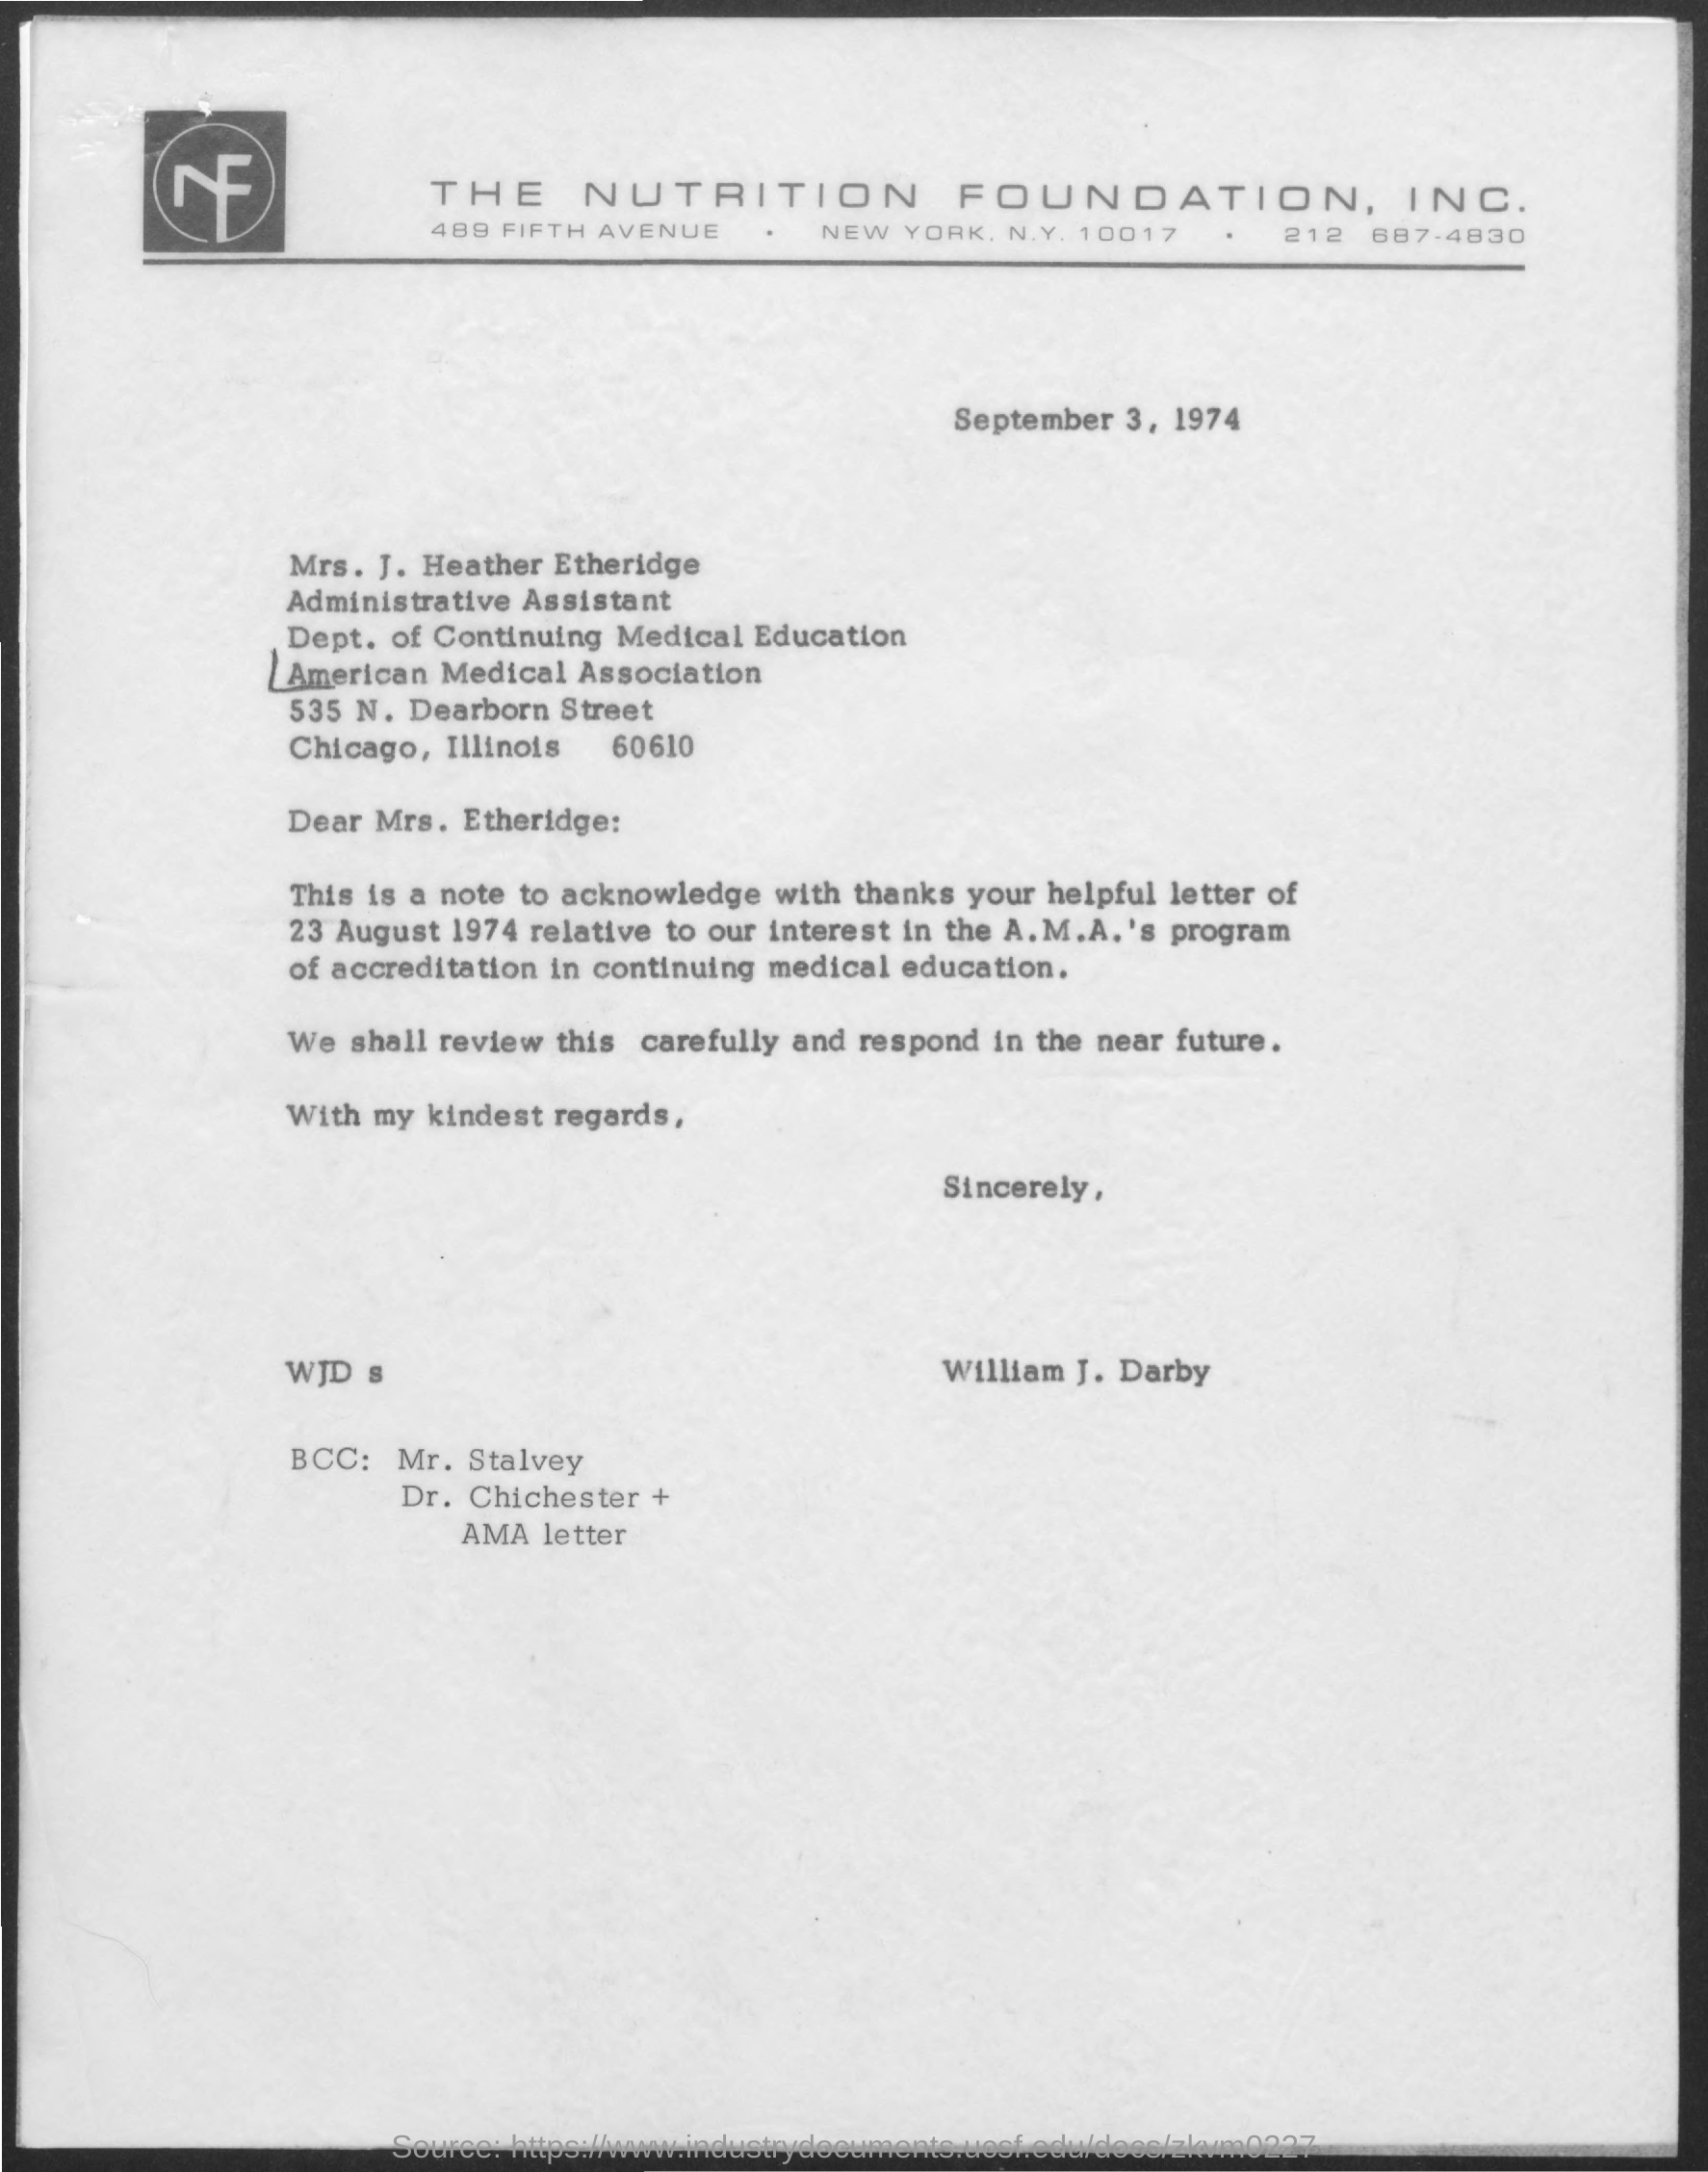 NF
THE NUTRITION FOUNDATION, INC.
489 FIFTH AVENUE • NEW YORK, N.Y. 10017 • 212 687-4830
September 3, 1974
Mrs. J. Heather Etheridge
Administrative Assistant
Dept. of Continuing Medical Education
American Medical Association
535 N. Dearborn Street
Chicago, Illinois 60610
Dear Mrs. Etheridge:
This is a note to acknowledge with thanks your helpful letter of
23 August 1974 relative to our interest in the A.M.A.'s program
of accreditation in continuing medical education.
We shall review this carefully and respond in the near future.
With my kindest regards,
Sincerely,
WJD s William J. Darby
BCC: Mr. Stalvey
Dr. Chichester +
AMA letter
Source: https://www.industrydocuments.ucsf.edu/docs/zkvm0227